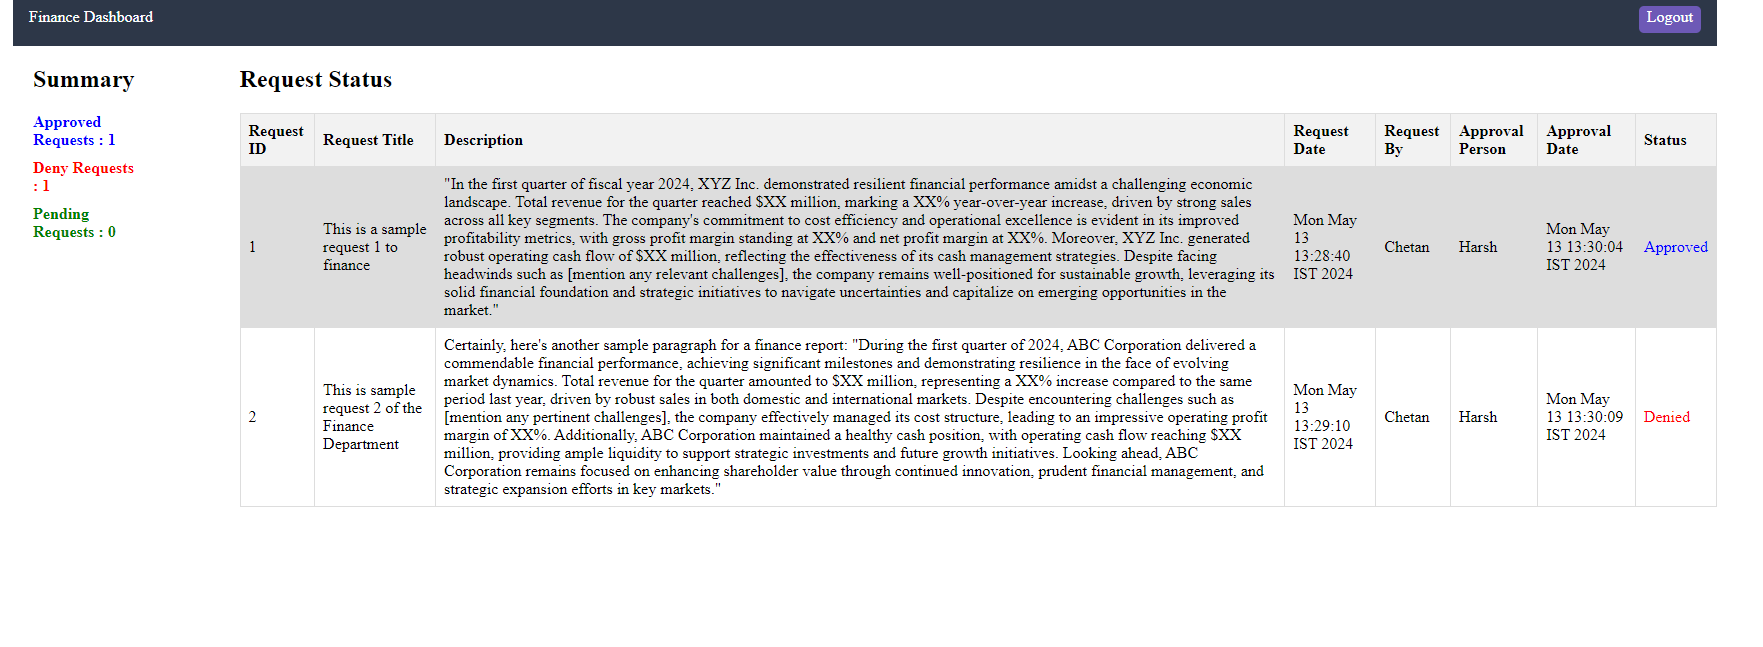 Finance Dashboard
Logout
Summary
Approved
Requests : 1
Deny Requests
: 1
Pending
Requests : 0
Request Status
Request
ID
Request Title
Description
Request
Date
Request
By
Approval
Person
Approval
Date
Status
1
This is a sample
request 1 to
finance
"In the first quarter of fiscal year 2024, XYZ Inc. demonstrated resilient financial performance amidst a challenging economic
landscape. Total revenue for the quarter reached $XX million, marking a XX% year-over-year increase, driven by strong sales
across all key segments. The company's commitment to cost efficiency and operational excellence is evident in its improved
profitability metrics, with gross profit margin standing at XX% and net profit margin at XX%. Moreover, XYZ Inc. generated
robust operating cash flow of $XX million, reflecting the effectiveness of its cash management strategies. Despite facing
headwinds such as [mention any relevant challenges], the company remains well-positioned for sustainable growth, leveraging its
solid financial foundation and strategic initiatives to navigate uncertainties and capitalize on emerging opportunities in the
market."
Mon May
13
13:28:40
IST 2024
Chetan
Harsh
Mon May
13 13:30:04
IST 2024
Approved
2
This is sample
request 2 of the
Finance
Department
Certainly, here's another sample paragraph for a finance report: "During the first quarter of 2024, ABC Corporation delivered a
commendable financial performance, achieving significant milestones and demonstrating resilience in the face of evolving
market dynamics. Total revenue for the quarter amounted to $XX million, representing a XX% increase compared to the same
period last year, driven by robust sales in both domestic and international markets. Despite encountering challenges such as
[mention any pertinent challenges], the company effectively managed its cost structure, leading to an impressive operating profit
margin of XX%. Additionally, ABC Corporation maintained a healthy cash position, with operating cash flow reaching $XX
million, providing ample liquidity to support strategic investments and future growth initiatives. Looking ahead, ABC
Corporation remains focused on enhancing shareholder value through continued innovation, prudent financial management, and
strategic expansion efforts in key markets."
Mon May
13
13:29:10
IST 2024
Chetan
Harsh
Mon May
13 13:30:09
IST 2024
Denied